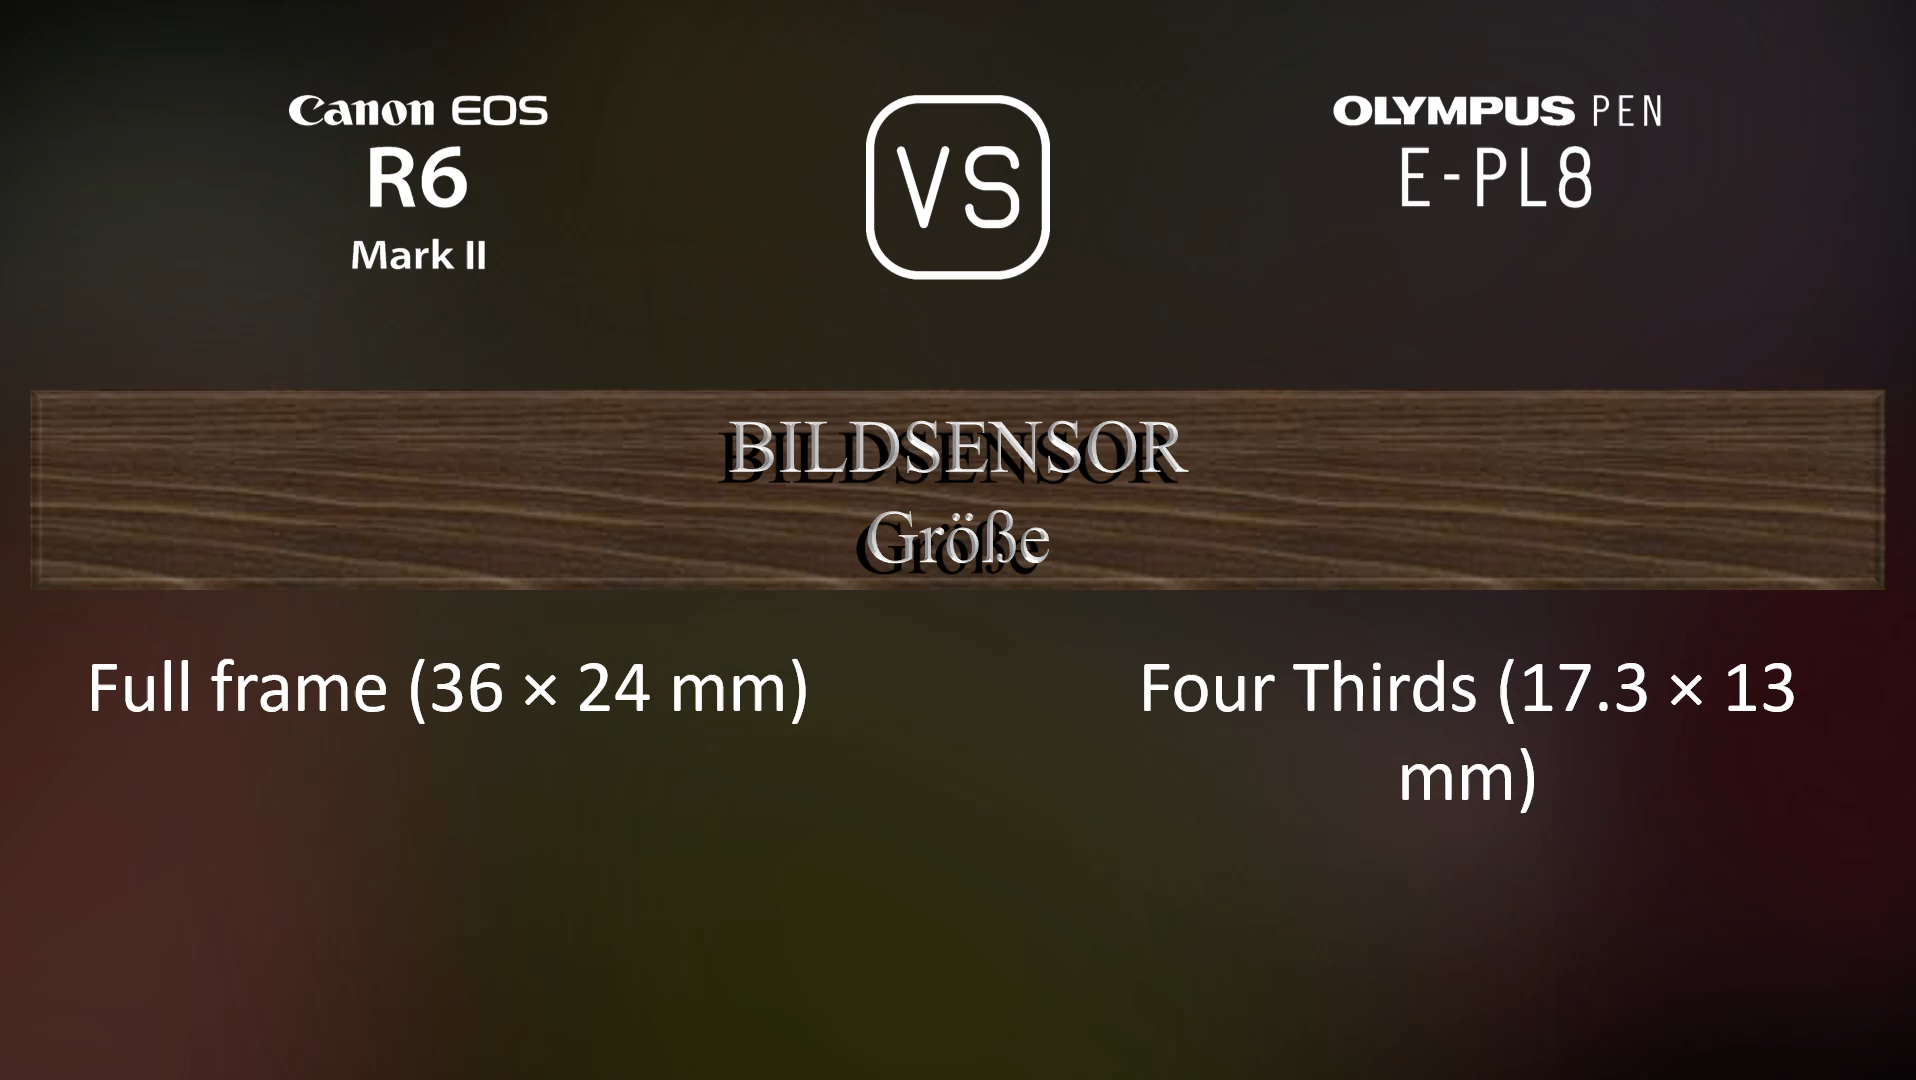 Canon EOS
R6
Mark II
VS
OLYMPUS PEN
E-PL8
BILDSENSOR
Größe
Full frame (36 × 24 mm)
Four Thirds (17.3 × 13
mm)